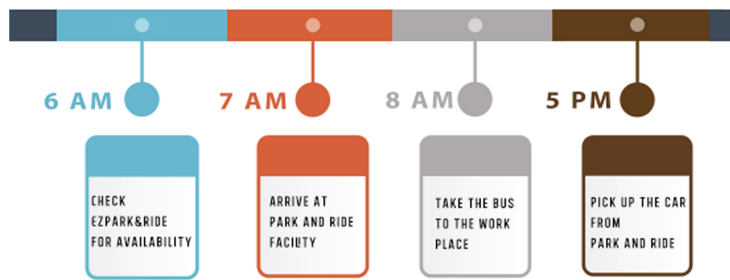 6 AM
7 AM
8 AM
5 PM
CHECK
EZPARK&RIDE
FOR AVAILABILITY
ARRIVE AT
PARK AND RIDE
FACILITY
TAKE THE BUS
TO THE WORK
PLACE
PICK UP THE CAR
FROM
PARK AND RIDE